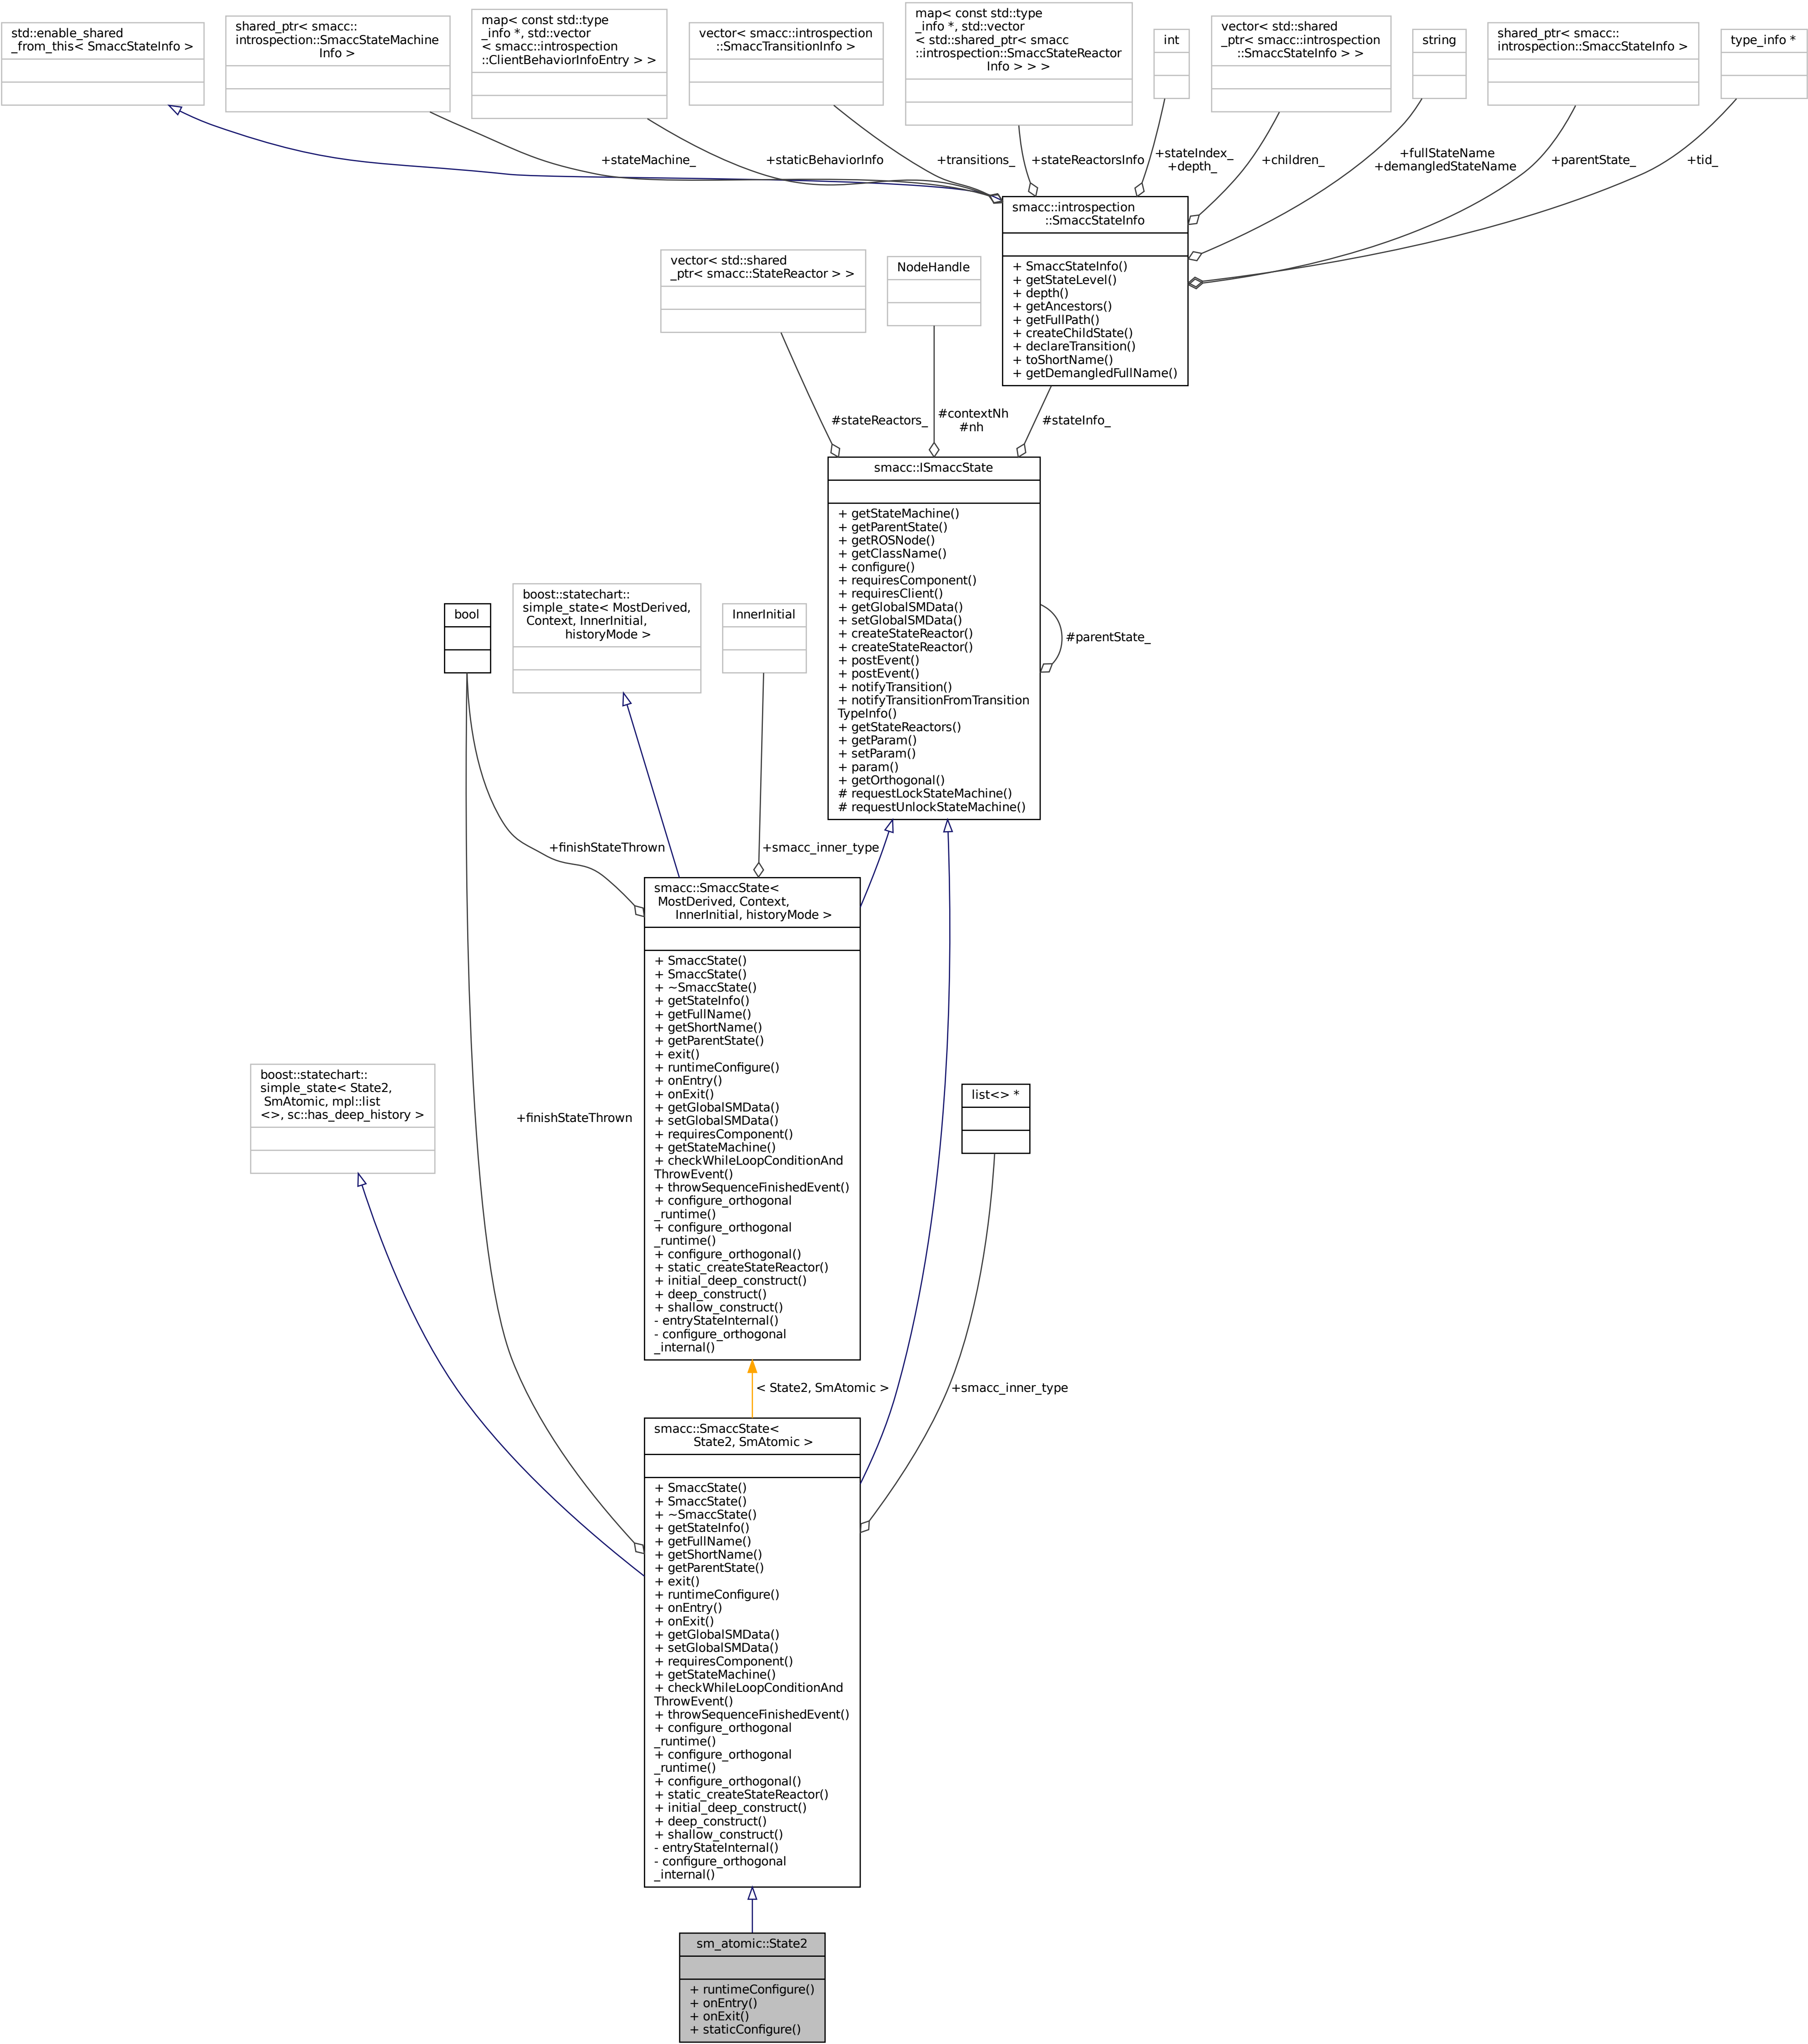 std::enable_shared
_from_this< SmaccStateInfo >
shared_ptr< smacc::
introspection::SmaccStateMachine
Info >
map< const std::type
_info *, std::vector
< smacc::introspection
::ClientBehaviorInfoEntry > >
vector< smacc::introspection
::SmaccTransitionInfo >
map< const std::type
_info *, std::vector
< std::shared_ptr< smacc
::introspection::SmaccStateReactor
Info > > >
int
vector< std::shared
_ptr< smacc::introspection
::SmaccStateInfo > >
string
shared_ptr< smacc::
introspection::SmaccStateInfo >
type_info *
+stateMachine_
+staticBehaviorInfo
+transitions_
+stateReactorsInfo
+stateIndex_
+depth_
+children_
+fullStateName
+demangledStateName
+parentState_
+tid_
smacc::introspection
::SmaccStateInfo
+ SmaccStateInfo()
+ getStateLevel()
+ depth()
+ getAncestors()
+ getFullPath()
+ createChildState()
+ declareTransition()
+ toShortName()
+ getDemangledFullName()
vector< std::shared
_ptr< smacc::StateReactor > >
NodeHandle
#stateReactors_
#contextNh
#nh
#stateInfo_
smacc::ISmaccState
+ getStateMachine()
+ getParentState()
+ getROSNode()
+ getClassName()
+ configure()
+ requiresComponent()
+ requiresClient()
+ getGlobalSMData()
+ setGlobalSMData()
+ createStateReactor()
+ createStateReactor()
+ postEvent()
+ postEvent()
+ notifyTransition()
+ notifyTransitionFromTransition
TypeInfo()
+ getStateReactors()
+ getParam()
+ setParam()
+ param()
+ getOrthogonal()
# requestLockStateMachine()
# requestUnlockStateMachine()
#parentState_
bool
boost::statechart::
simple_state< MostDerived,
Context, InnerInitial,
historyMode >
InnerInitial
+finishStateThrown
+smacc_inner_type
smacc::SmaccState<
MostDerived, Context,
InnerInitial, historyMode >
+ SmaccState()
+ SmaccState()
+ ~SmaccState()
+ getStateInfo()
+ getFullName()
+ getShortName()
+ getParentState()
+ exit()
+ runtimeConfigure()
+ onEntry()
+ onExit()
+ getGlobalSMData()
+ setGlobalSMData()
+ requiresComponent()
+ getStateMachine()
+ checkWhileLoopConditionAnd
ThrowEvent()
+ throwSequenceFinishedEvent()
+ configure_orthogonal
_runtime()
+ configure_orthogonal
_runtime()
+ configure_orthogonal()
+ static_createStateReactor()
+ initial_deep_construct()
+ deep_construct()
+ shallow_construct()
- entryStateInternal()
- configure_orthogonal
_internal()
boost::statechart::
simple_state< State2,
SmAtomic, mpl::list
<>, sc::has_deep_history >
+finishStateThrown
list<> *
< State2, SmAtomic >
+smacc_inner_type
smacc::SmaccState<
State2, SmAtomic >
+ SmaccState()
+ SmaccState()
+ ~SmaccState()
+ getStateInfo()
+ getFullName()
+ getShortName()
+ getParentState()
+ exit()
+ runtimeConfigure()
+ onEntry()
+ onExit()
+ getGlobalSMData()
+ setGlobalSMData()
+ requiresComponent()
+ getStateMachine()
+ checkWhileLoopConditionAnd
ThrowEvent()
+ throwSequenceFinishedEvent()
+ configure_orthogonal
_runtime()
+ configure_orthogonal
_runtime()
+ configure_orthogonal()
+ static_createStateReactor()
+ initial_deep_construct()
+ deep_construct()
+ shallow_construct()
- entryStateInternal()
- configure_orthogonal
_internal()
sm_atomic::State2
+ runtimeConfigure()
+ onEntry()
+ onExit()
+ staticConfigure()